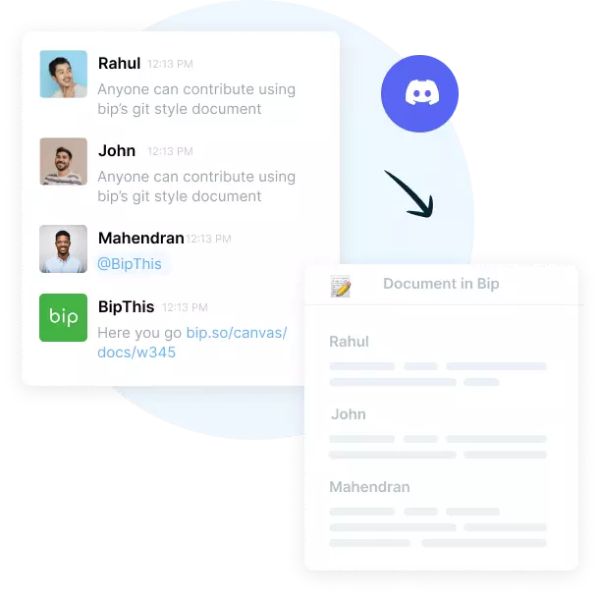 Rahul 12:13 PM
Anyone can contribute using
bip's git style document
John 12:13 PM
Anyone can contribute using
bip's git style document
Mahendran 12:13 PM
@BipThis
bip
BipThis 12:13 PM
Here you go bip.so/canvas/
docs/w345
Document in Bip
Rahul
John
Mahendran